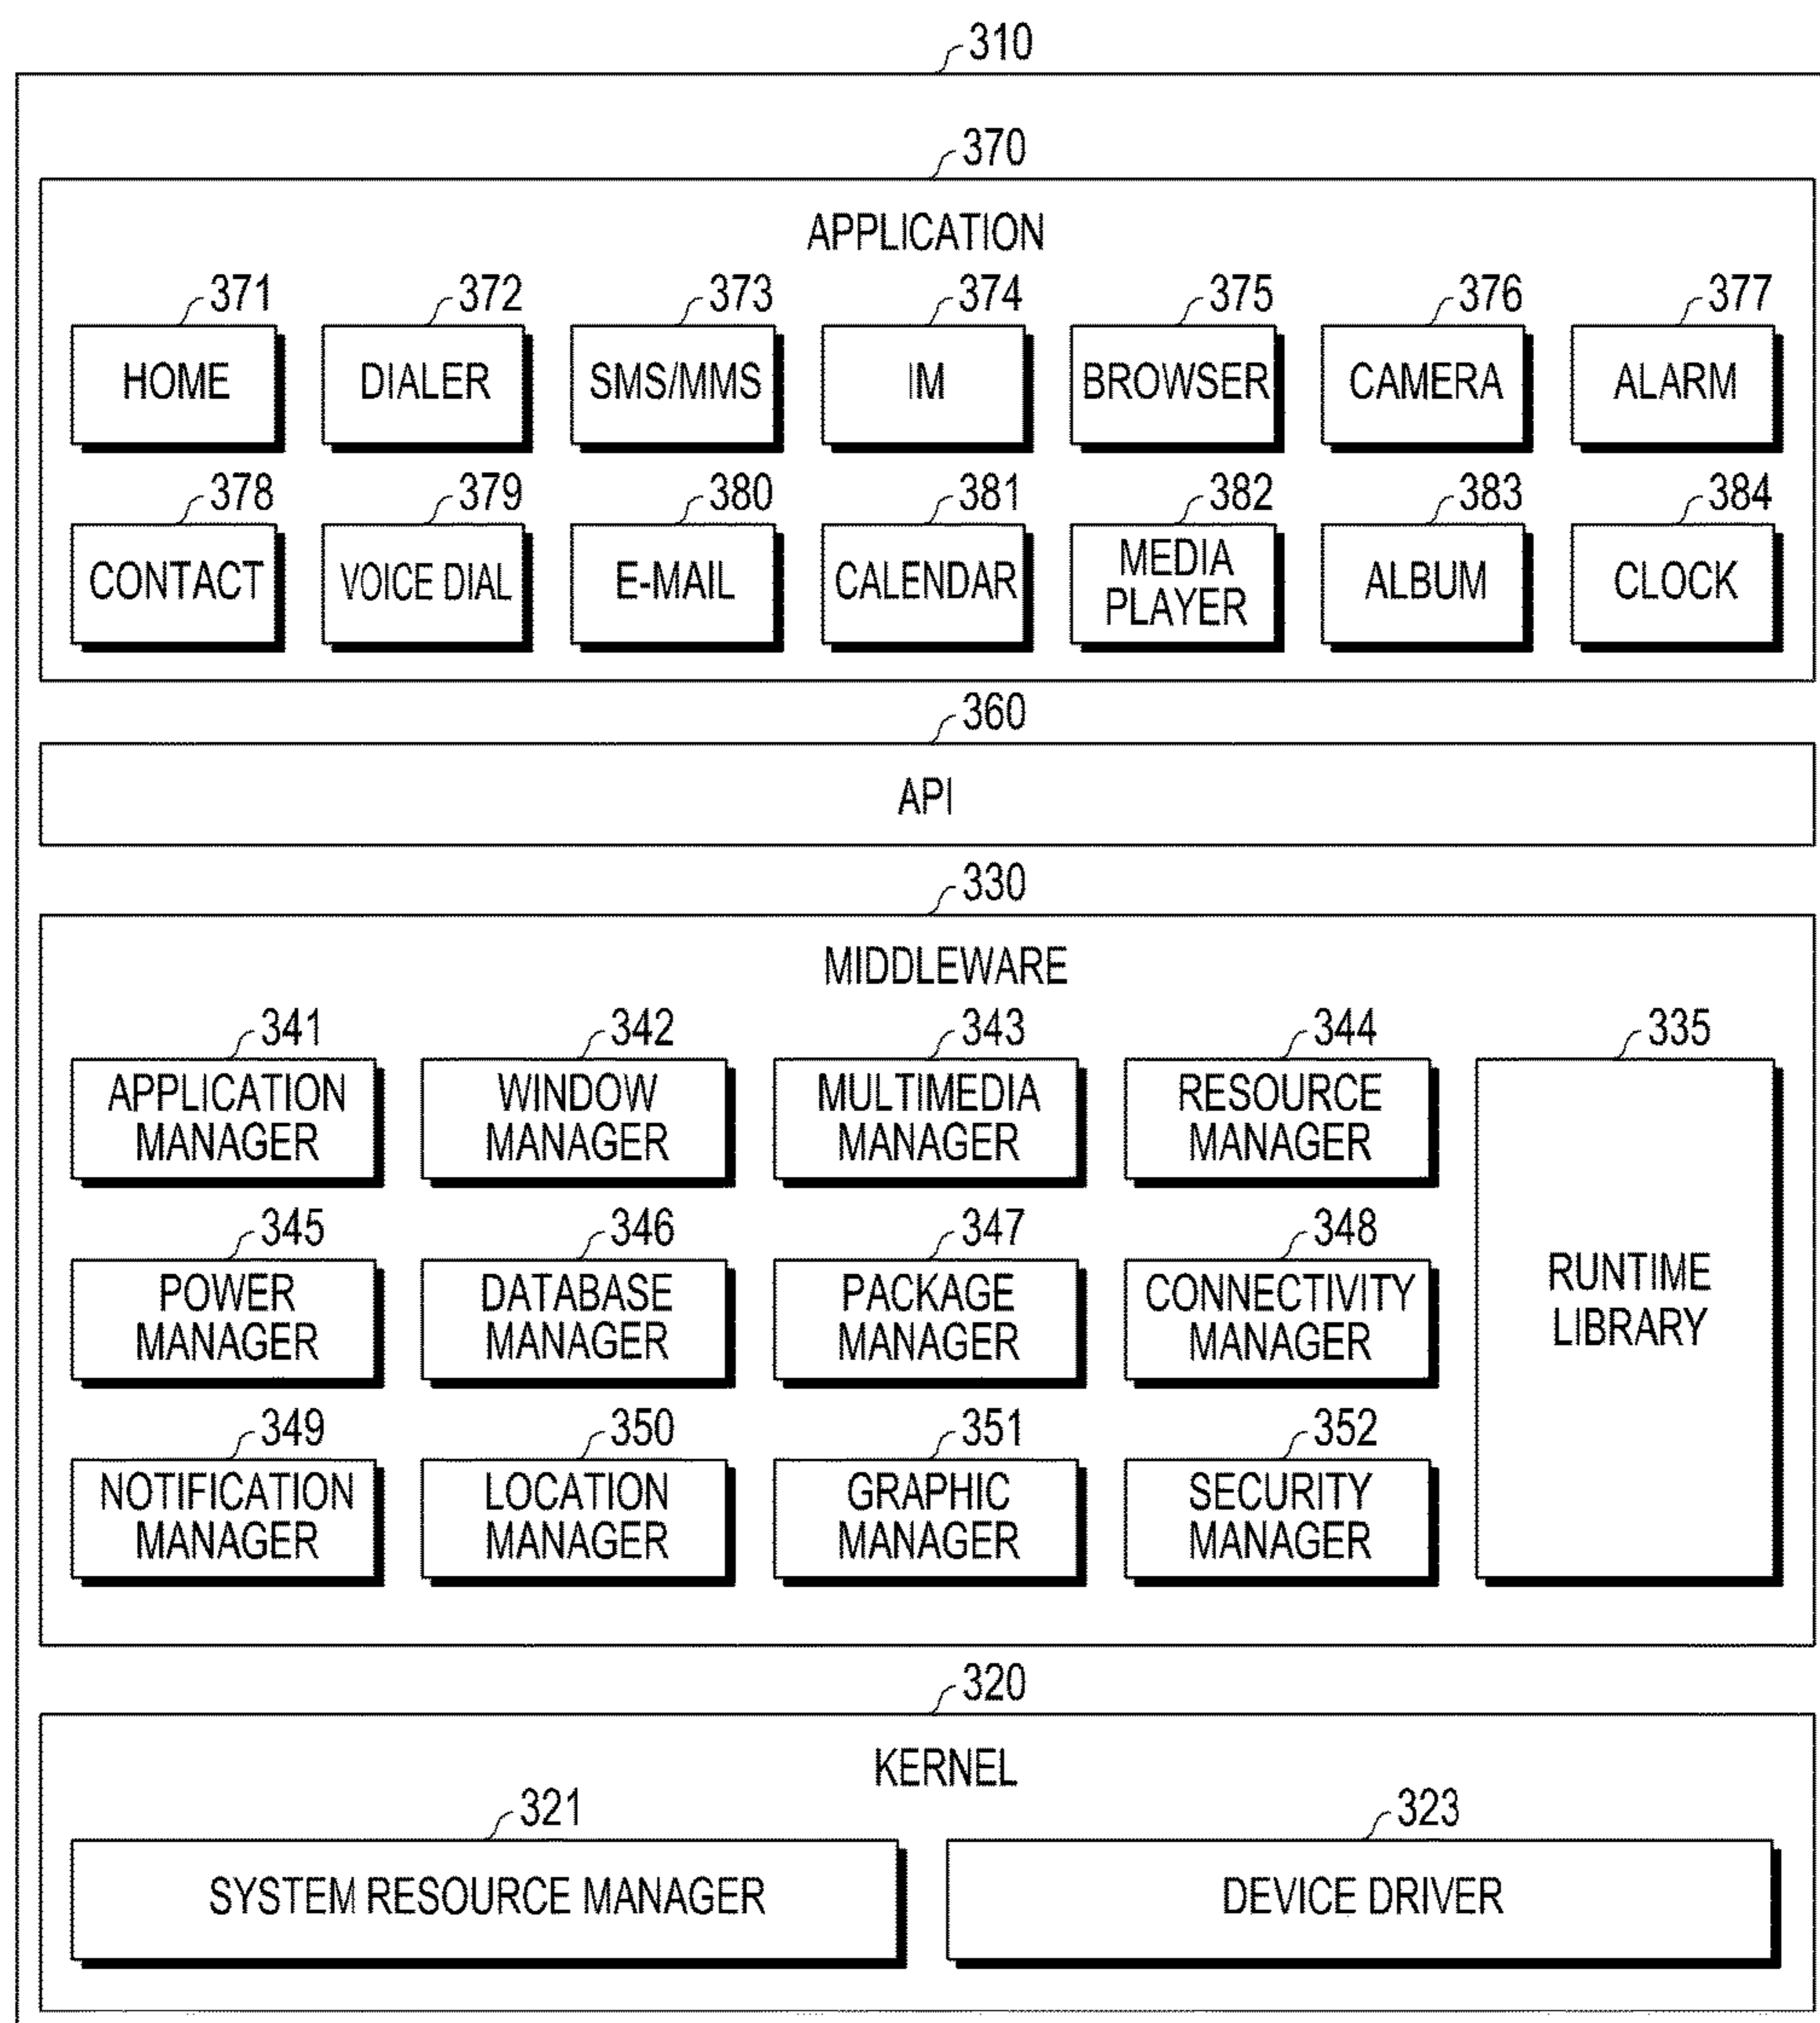 310
370
APPLICATION
371 372 373 374 375 376 377
HOME DIALER SMS/MMS IM BROWSER CAMERA ALARM
378 379 380 381 382 383 384
CONTACT VOICE DIAL E-MAIL CALENDAR MEDIA PLAYER ALBUM CLOCK
360
API
330
MIDDLEWARE
341 342 343 344 335
APPLICATION MANAGER WINDOW MANAGER MULTIMEDIA MANAGER RESOURCE MANAGER
345 346 347 348
POWER MANAGER DATABASE MANAGER PACKAGE MANAGER CONNECTIVITY MANAGER RUNTIME LIBRARY
349 350 351 352
NOTIFICATION MANAGER LOCATION MANAGER GRAPHIC MANAGER SECURITY MANAGER
320
KERNEL
321 323
SYSTEM RESOURCE MANAGER DEVICE DRIVER